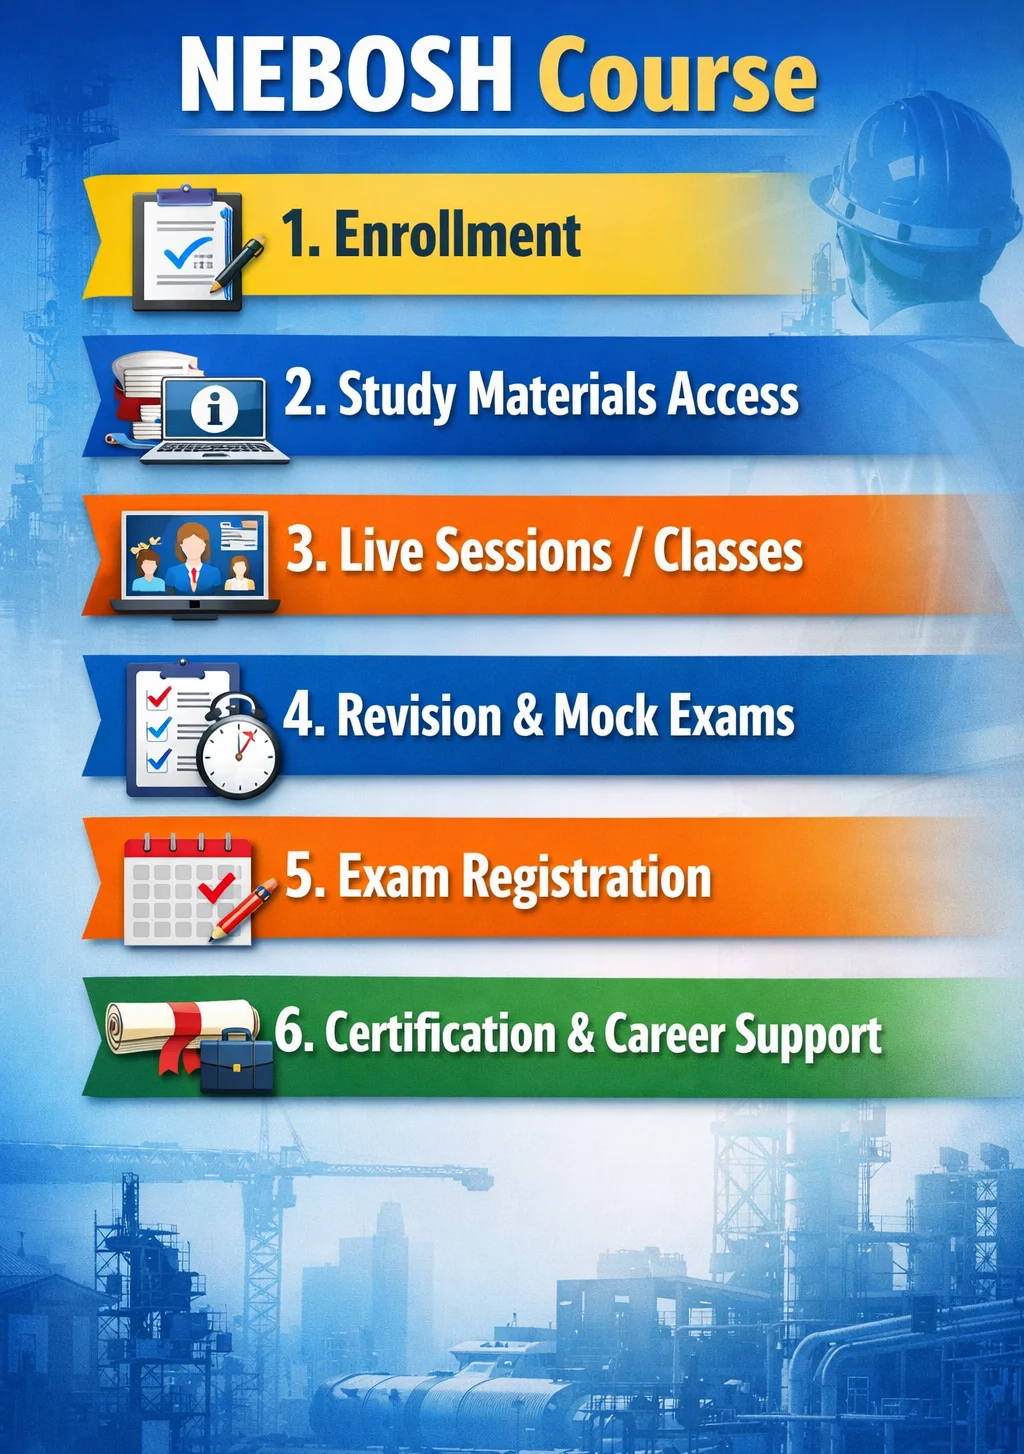 NEBOSH Course
1. Enrollment
2. Study Materials Access
3. Live Sessions / Classes
4. Revision & Mock Exams
5. Exam Registration
6. Certification & Career Support